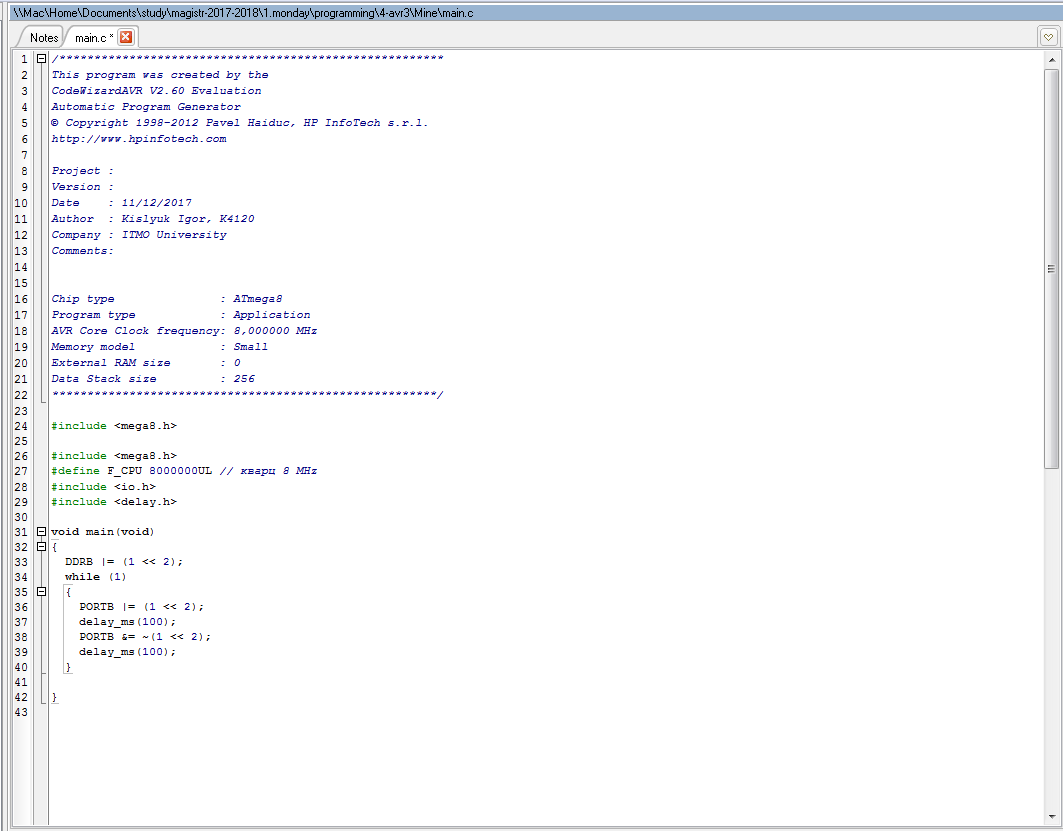 \\Mac\Home\Documents\study\magistr-2017-2018\1.monday\programming\4-avr3\Mine\main.c
Notes main.c *
1 /*******************************************************
2 This program was created by the
3 CodeWizardAVR V2.60 Evaluation
4 Automatic Program Generator
5 © Copyright 1998-2012 Pavel Haiduc, HP InfoTech s.r.l.
6 http://www.hpinfotech.com
7
8 Project :
9 Version :
10 Date    : 11/12/2017
11 Author  : Kislyuk Igor, K4120
12 Company : ITMO University
13 Comments:
14
15
16 Chip type               : ATmega8
17 Program type            : Application
18 AVR Core Clock frequency: 8,000000 MHz
19 Memory model            : Small
20 External RAM size       : 0
21 Data Stack size         : 256
22 *******************************************************/
23
24 #include <mega8.h>
25
26 #include <mega8.h>
27 #define F_CPU 8000000UL // кварц 8 MHz
28 #include <io.h>
29 #include <delay.h>
30
31 void main(void)
32 {
33   DDRB |= (1 << 2);
34   while (1)
35   {
36     PORTB |= (1 << 2);
37     delay_ms(100);
38     PORTB &= ~(1 << 2);
39     delay_ms(100);
40   }
41
42 }
43